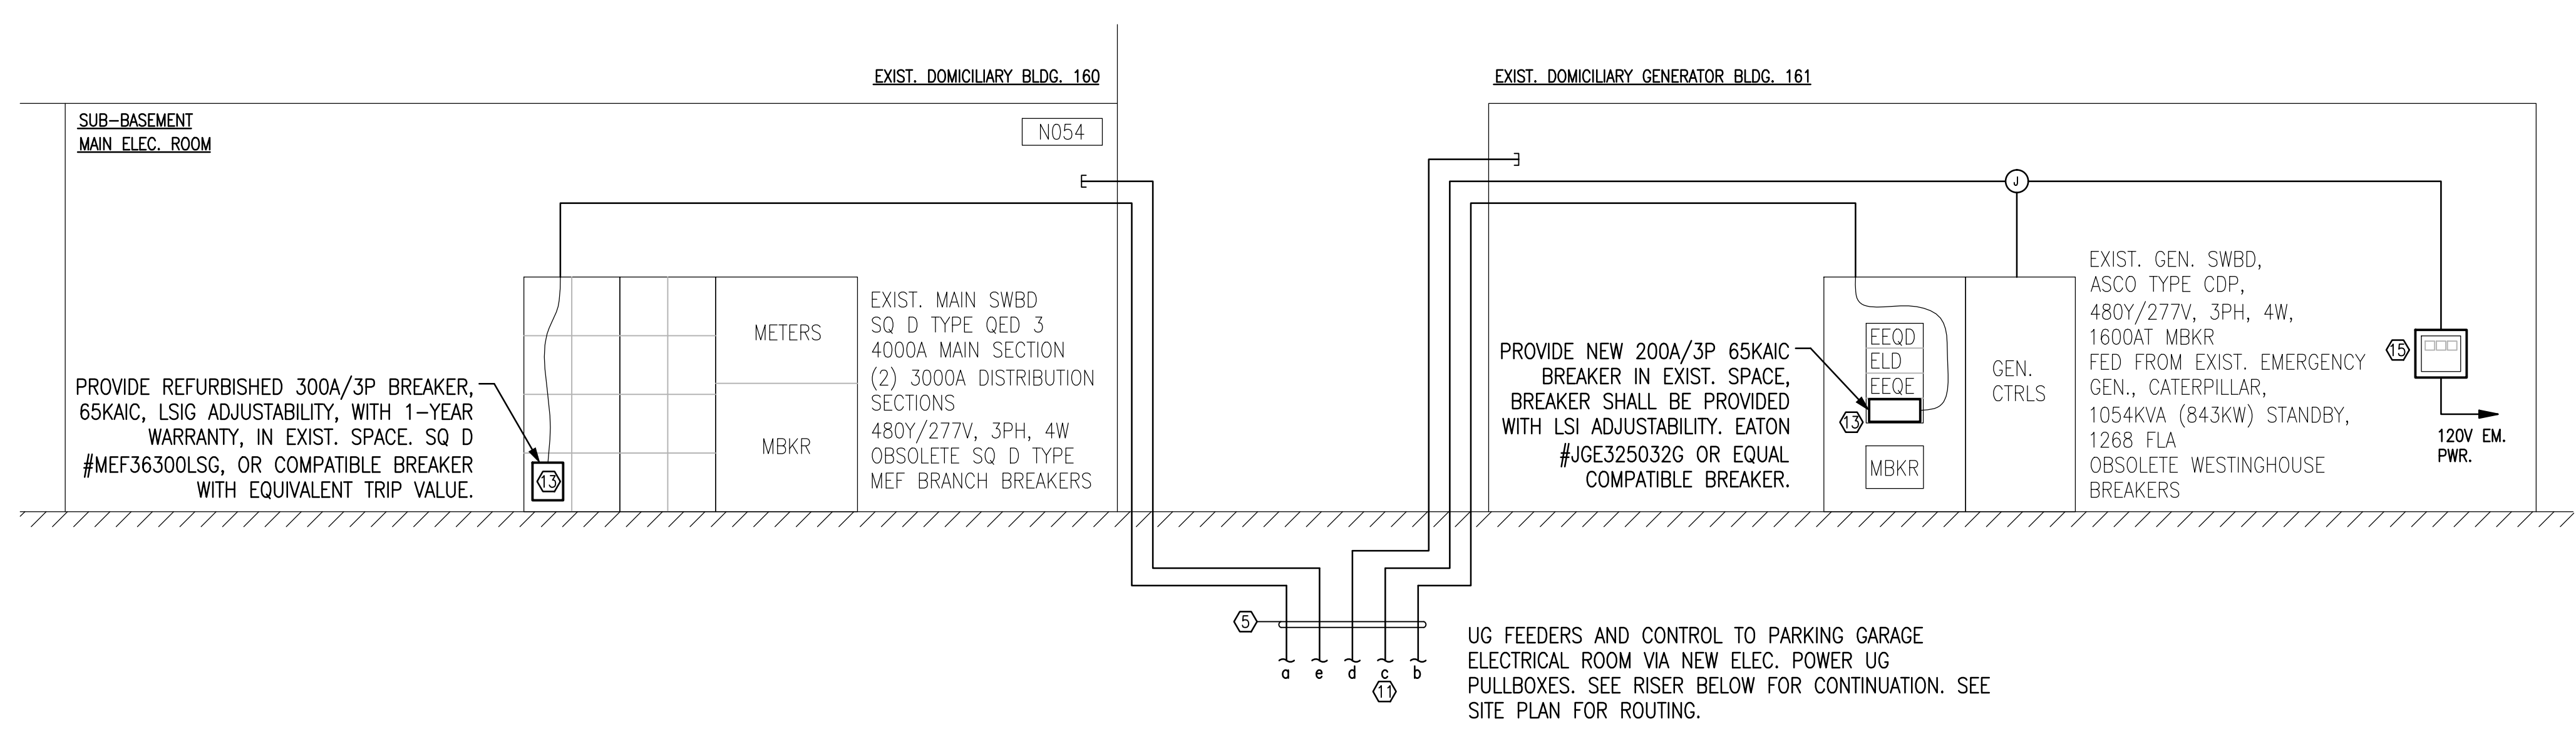 EXIST. DOMICILIARY BLDG. 160
SUB-BASEMENT
MAIN ELEC. ROOM
N054
PROVIDE REFURBISHED 300A/3P BREAKER,
65KAIC, LSIG ADJUSTABILITY, WITH 1-YEAR
WARRANTY, IN EXIST. SPACE. SQ D
#MEF36300LSG, OR COMPATIBLE BREAKER
WITH EQUIVALENT TRIP VALUE.
13
METERS
MBKR
EXIST. MAIN SWBD
SQ D TYPE QED 3
4000A MAIN SECTION
(2) 3000A DISTRIBUTION
SECTIONS
480Y/277V, 3PH, 4W
OBSOLETE SQ D TYPE
MEF BRANCH BREAKERS
EXIST. DOMICILIARY GENERATOR BLDG. 161
J
PROVIDE NEW 200A/3P 65KAIC
BREAKER IN EXIST. SPACE,
BREAKER SHALL BE PROVIDED
WITH LSI ADJUSTABILITY. EATON
#JGE325032G OR EQUAL
COMPATIBLE BREAKER.
13
EEQD
ELD
EEQE
MBKR
GEN.
CTRLS
EXIST. GEN. SWBD,
ASCO TYPE CDP,
480Y/277V, 3PH, 4W,
1600AT MBKR
FED FROM EXIST. EMERGENCY
GEN., CATERPILLAR,
1054KVA (843KW) STANDBY,
1268 FLA
OBSOLETE WESTINGHOUSE
BREAKERS
15
120V EM.
PWR.
5
a e d c b
11
UG FEEDERS AND CONTROL TO PARKING GARAGE
ELECTRICAL ROOM VIA NEW ELEC. POWER UG
PULLBOXES. SEE RISER BELOW FOR CONTINUATION. SEE
SITE PLAN FOR ROUTING.